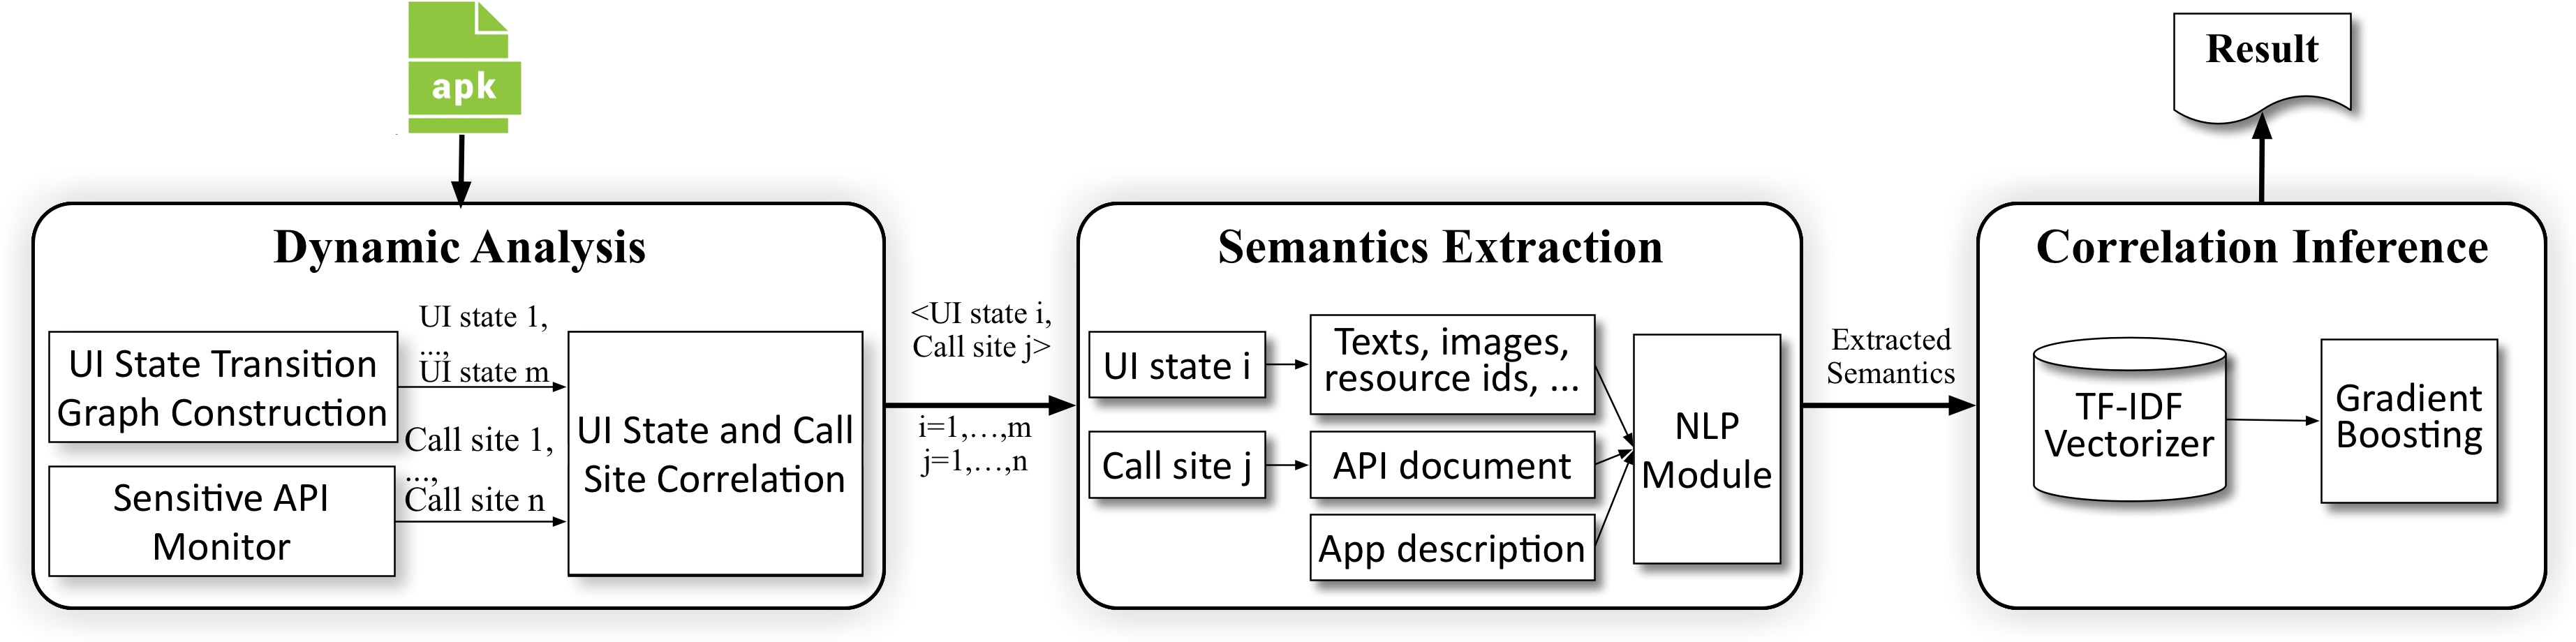 apk
Result
Dynamic Analysis
UI State Transition
Graph Construction
Sensitive API
Monitor
UI state 1,
...,
UI state m
Call site 1,
...,
Call site n
UI State and Call
Site Correlation
<UI state i,
Call site j>
i=1,...,m
j=1,...,n
Semantics Extraction
UI state i
Texts, images,
resource ids, ...
Call site j
API document
App description
NLP
Module
Extracted
Semantics
Correlation Inference
TF-IDF
Vectorizer
Gradient
Boosting